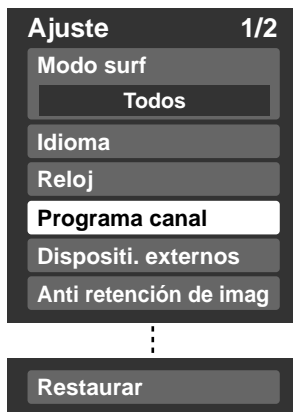 Ajuste 1/2
Modo surf
Todos
Idioma
Reloj
Programa canal
Dispositi. externos
Anti retención de imag
Restaurar